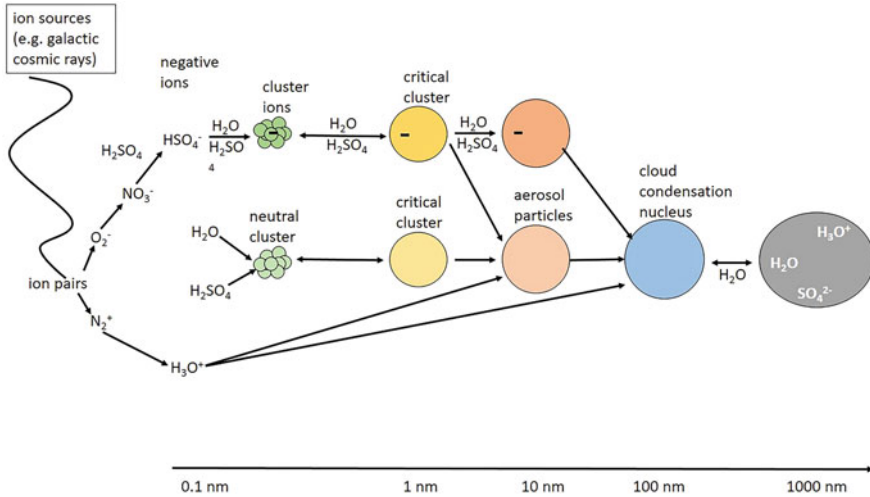 ion sources
(e.g. galactic
cosmic rays)
negative
ions
cluster
ions
critical
cluster
H₂SO₄
HSO₄⁻
H₂O
H₂SO
4
-
H₂O
H₂SO₄
-
H₂O
H₂SO₄
-
NO₃⁻
O₂⁻
ion pairs
N₂⁺
H₃O⁺
H₂O
H₂SO₄
neutral
cluster
critical
cluster
aerosol
particles
cloud
condensation
nucleus
H₂O
H₃O⁺
H₂O
SO₄²⁻
0.1 nm 1 nm 10 nm 100 nm 1000 nm